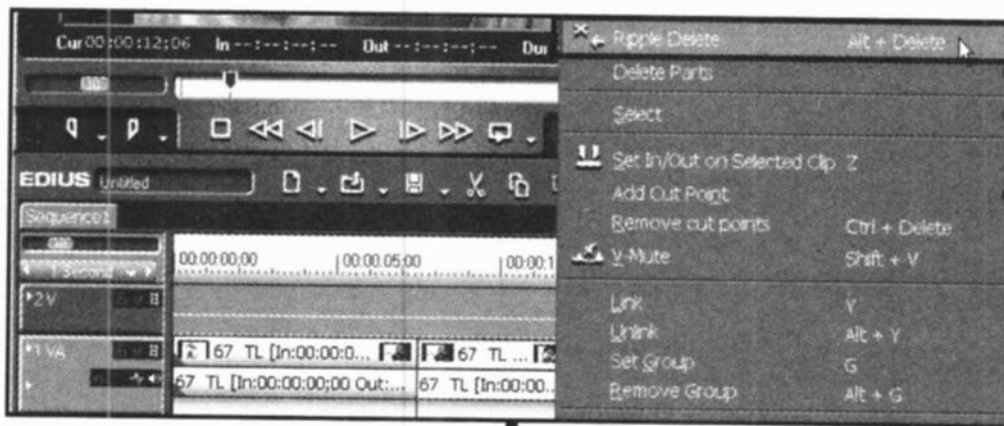 Cur 00:00:12;06 In --:--:--;-- Out --:--:--;-- Dur
EDIUS Untitled
Sequence1
1 Second
00:00:00;00 00:00:05;00 00:00:1
2 V
1 VA
67 TL [In:00:00:0... 67 TL ...
67 TL [In:00:00:00;00 Out:... 67 TL [In:00:00...
Ripple Delete Alt + Delete
Delete Parts
Select
Set In/Out on Selected Clip Z
Add Cut Point
Remove cut points Ctrl + Delete
V-Mute Shift + V
Link Y
Unlink Alt + Y
Set Group G
Remove Group Alt + G